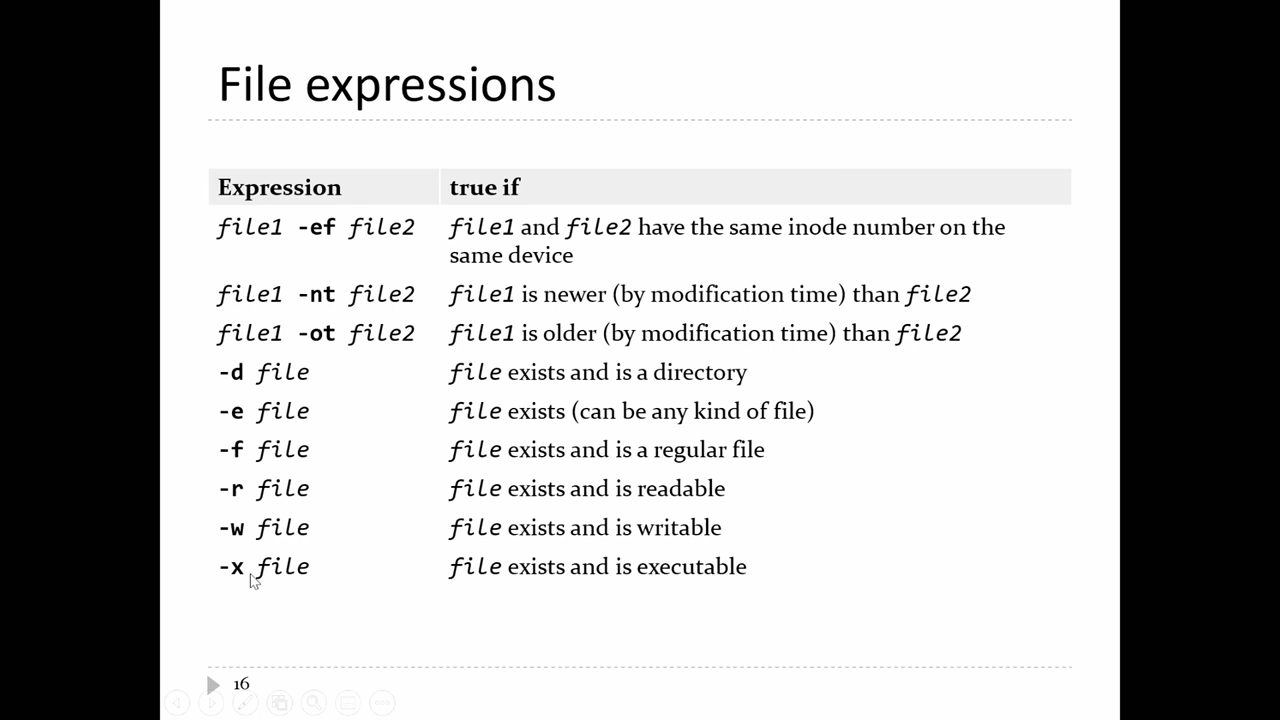 File expressions
Expression true if
file1 -ef file2 file1 and file2 have the same inode number on the
same device
file1 -nt file2 file1 is newer (by modification time) than file2
file1 -ot file2 file1 is older (by modification time) than file2
-d file file exists and is a directory
-e file file exists (can be any kind of file)
-f file file exists and is a regular file
-r file file exists and is readable
-w file file exists and is writable
-x file file exists and is executable
16